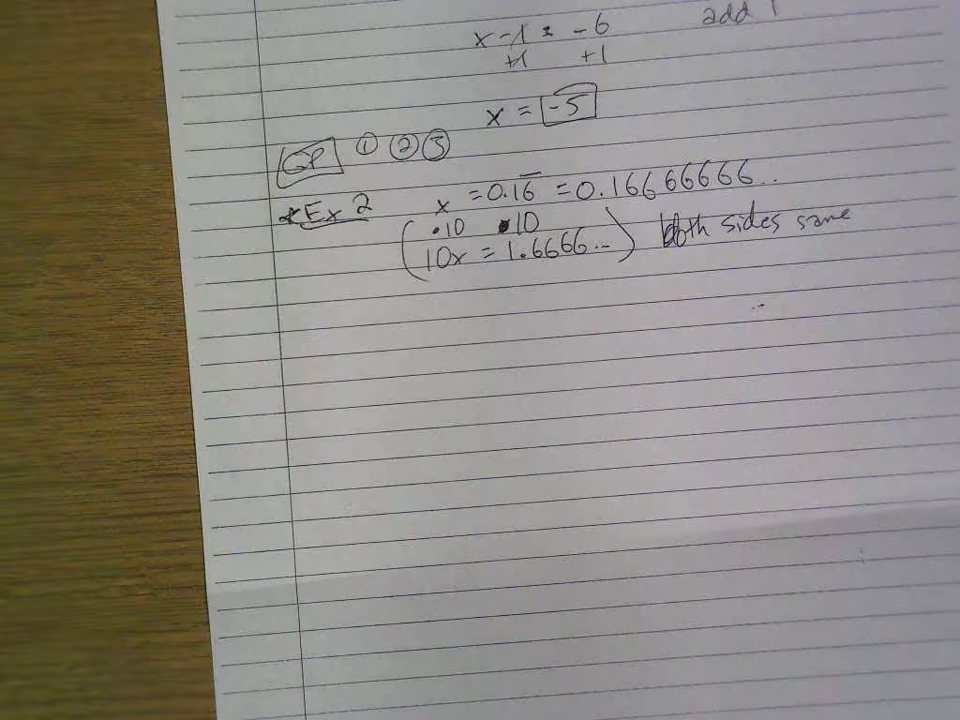 x - 1 = -6 add 1
+1 +1
x = -5
GP ① ② ③
*Ex 2 x = 0.16̅ = 0.16666666...
•10 •10
(10x = 1.6666...) both sides same